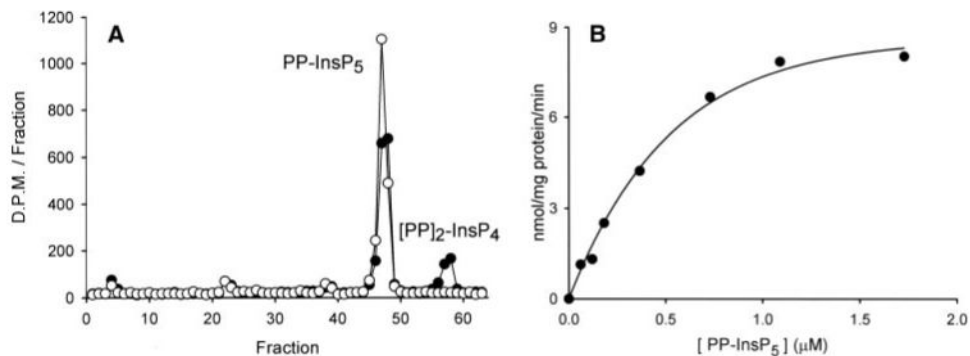 A
PP-InsP5
[PP]2-InsP4
D.P.M. / Fraction
1200
1000
800
600
400
200
0
0 10 20 30 40 50 60
Fraction
B
nmol/mg protein/min
9
6
3
0
0.0 0.5 1.0 1.5 2.0
[ PP-InsP5 ] (μM)